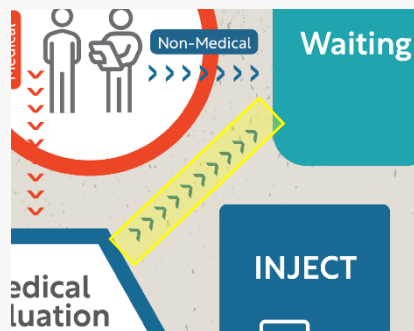 Medical
Non-Medical
Waiting
INJECT
edical
luation